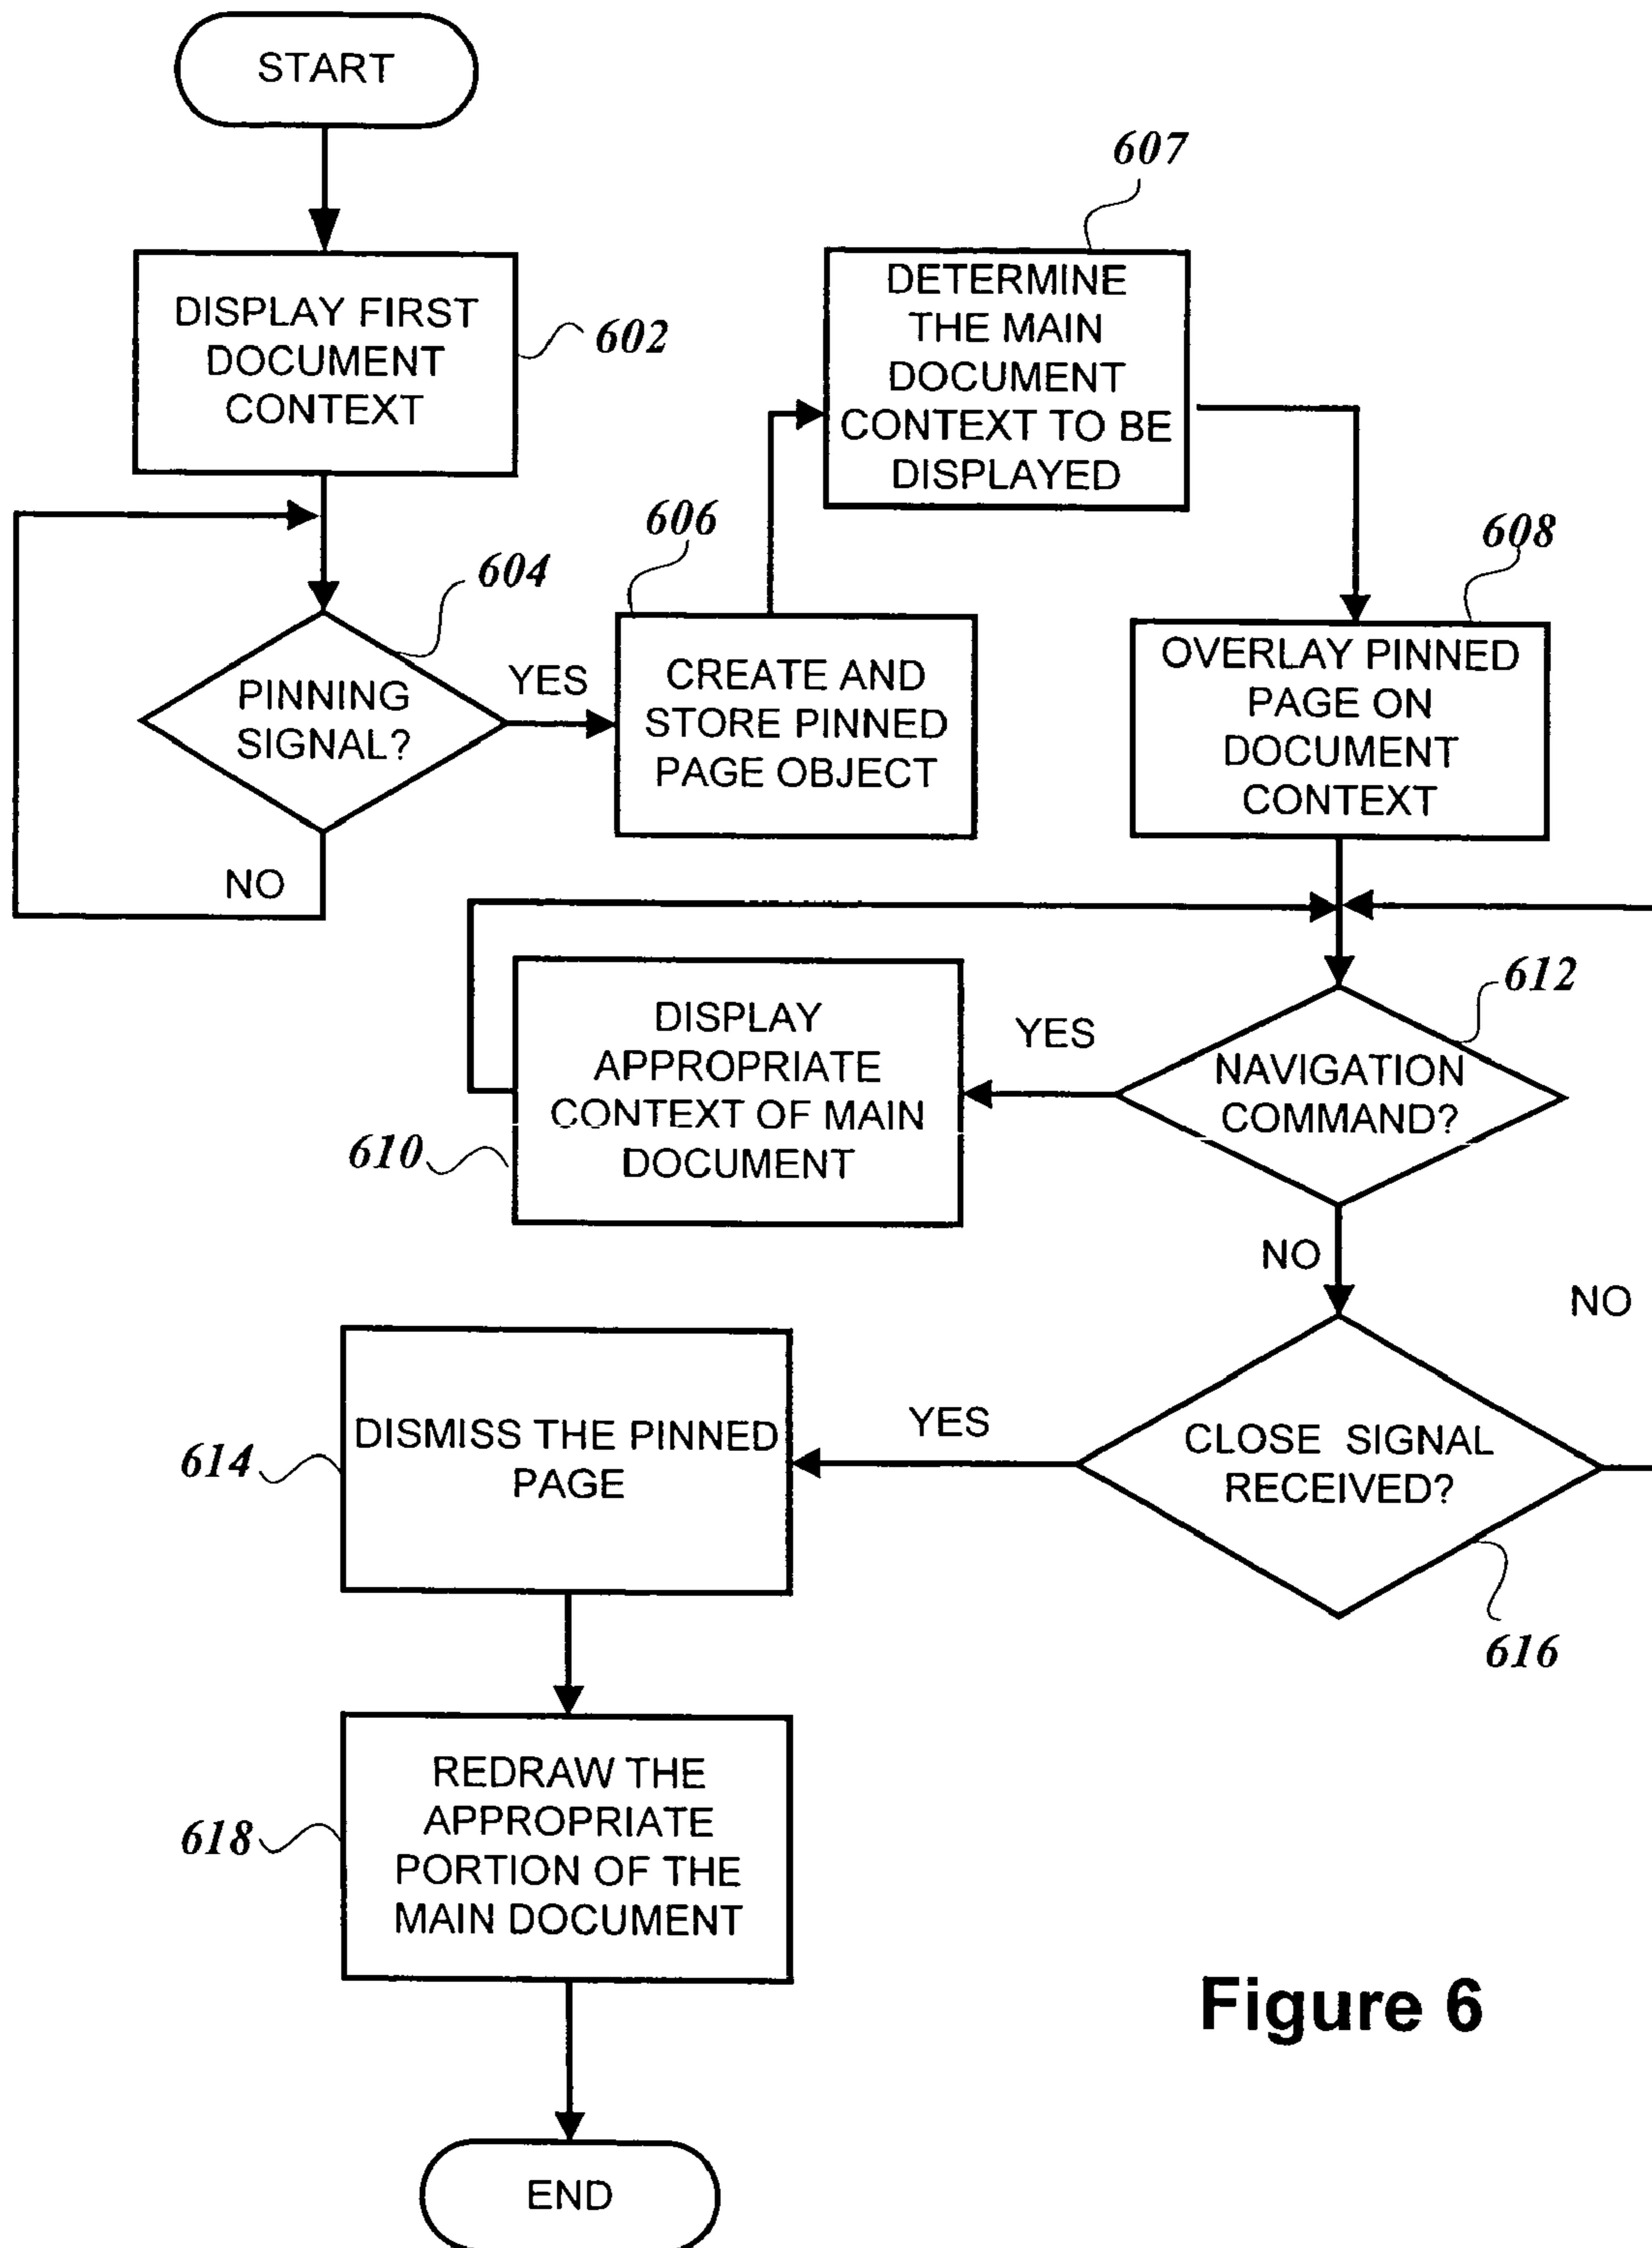 START
607
DISPLAY FIRST
DOCUMENT
CONTEXT
602
DETERMINE
THE MAIN
DOCUMENT
CONTEXT TO BE
DISPLAYED
606
608
604
PINNING
SIGNAL?
YES
CREATE AND
STORE PINNED
PAGE OBJECT
OVERLAY PINNED
PAGE ON
DOCUMENT
CONTEXT
NO
612
DISPLAY
APPROPRIATE
CONTEXT OF MAIN
DOCUMENT
610
YES
NAVIGATION
COMMAND?
NO
NO
614
DISMISS THE PINNED
PAGE
YES
CLOSE SIGNAL
RECEIVED?
616
618
REDRAW THE
APPROPRIATE
PORTION OF THE
MAIN DOCUMENT
Figure 6
END